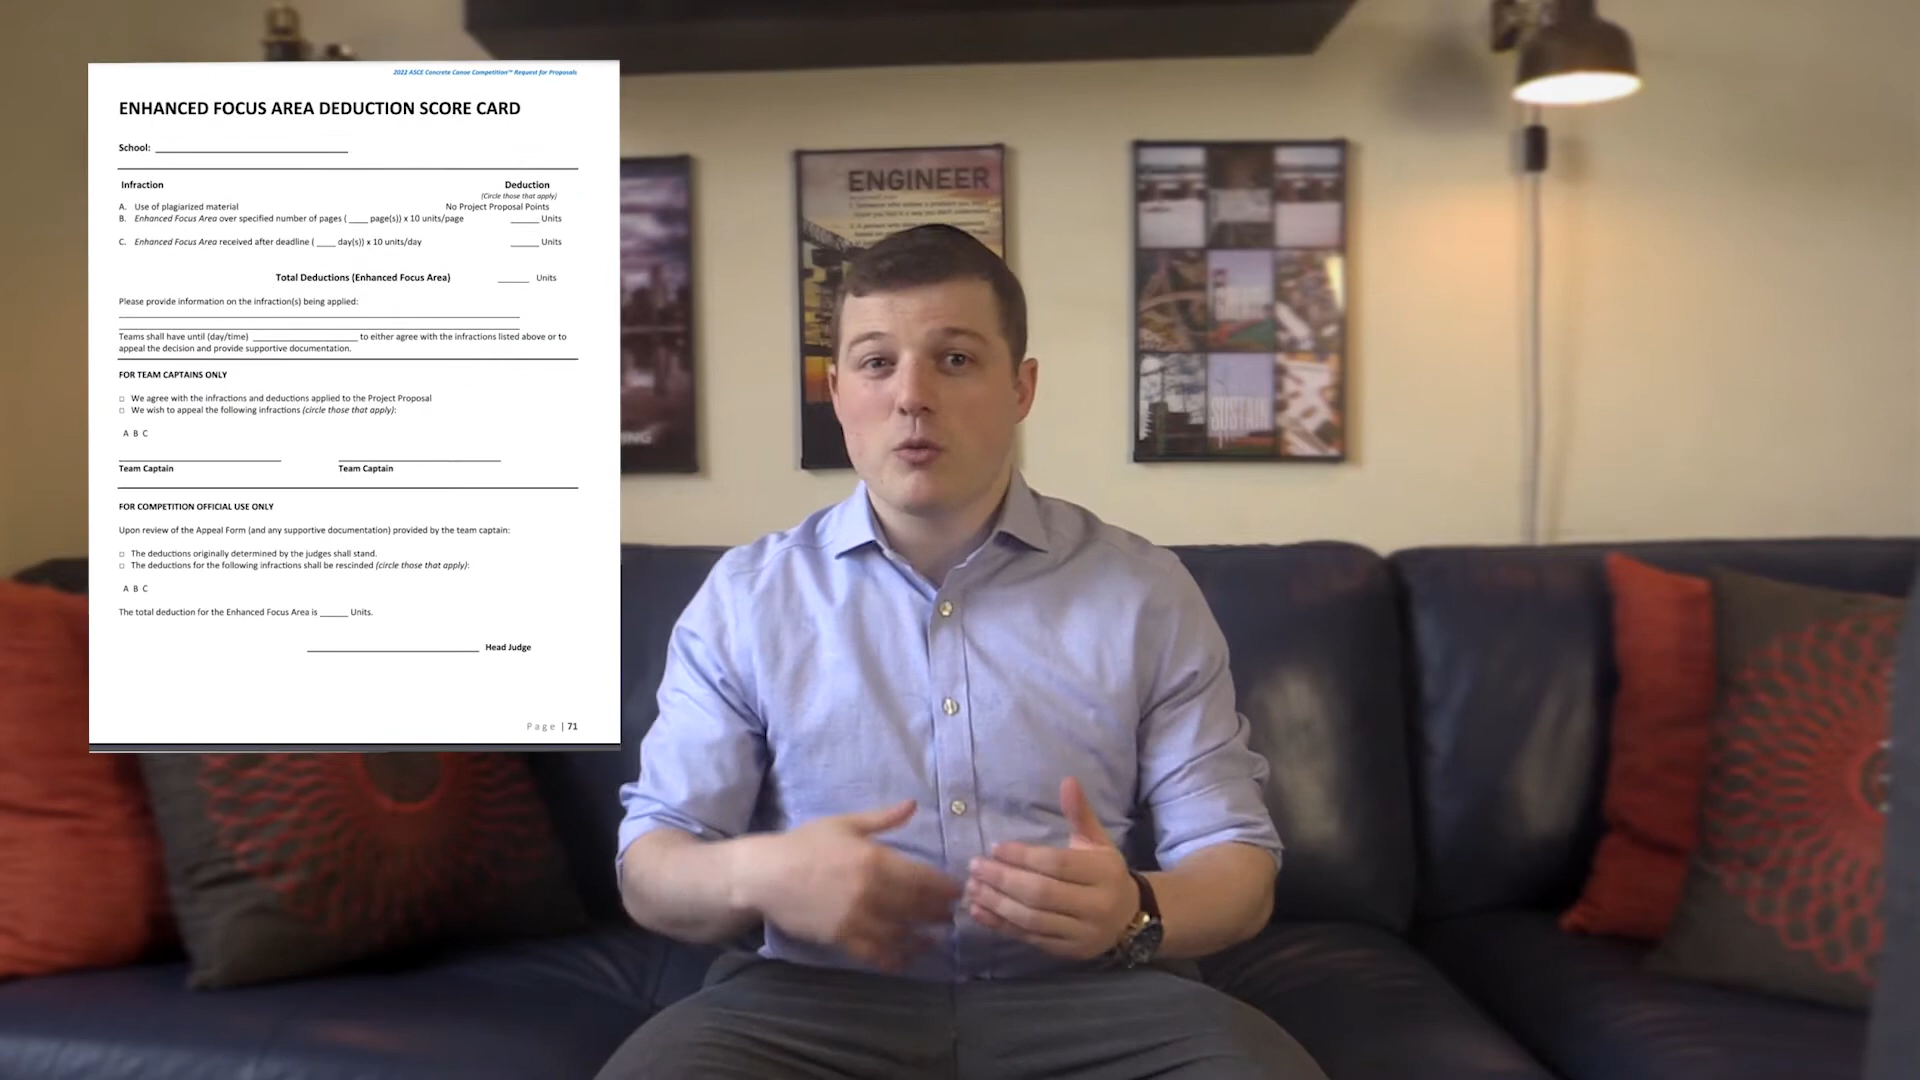 2022 ASCE Concrete Canoe Competition™ Request for Proposals
ENHANCED FOCUS AREA DEDUCTION SCORE CARD
School: ____________________
Infraction Deduction
(Circle those that apply)
A. Use of plagiarized material No Project Proposal Points
B. Enhanced Focus Area over specified number of pages ( ____ page(s)) x 10 units/page ______ Units
C. Enhanced Focus Area received after deadline ( ____ day(s)) x 10 units/day ______ Units
Total Deductions (Enhanced Focus Area) ______ Units
Please provide information on the infraction(s) being applied:
Teams shall have until (day/time) ____________________ to either agree with the infractions listed above or to
appeal the decision and provide supportive documentation.
FOR TEAM CAPTAINS ONLY
□ We agree with the infractions and deductions applied to the Project Proposal
□ We wish to appeal the following infractions (circle those that apply):
A B C
Team Captain Team Captain
FOR COMPETITION OFFICIAL USE ONLY
Upon review of the Appeal Form (and any supportive documentation) provided by the team captain:
□ The deductions originally determined by the judges shall stand.
□ The deductions for the following infractions shall be rescinded (circle those that apply):
A B C
The total deduction for the Enhanced Focus Area is ______ Units.
____________________ Head Judge
Page | 71
ENGINEER
SUSTAIN